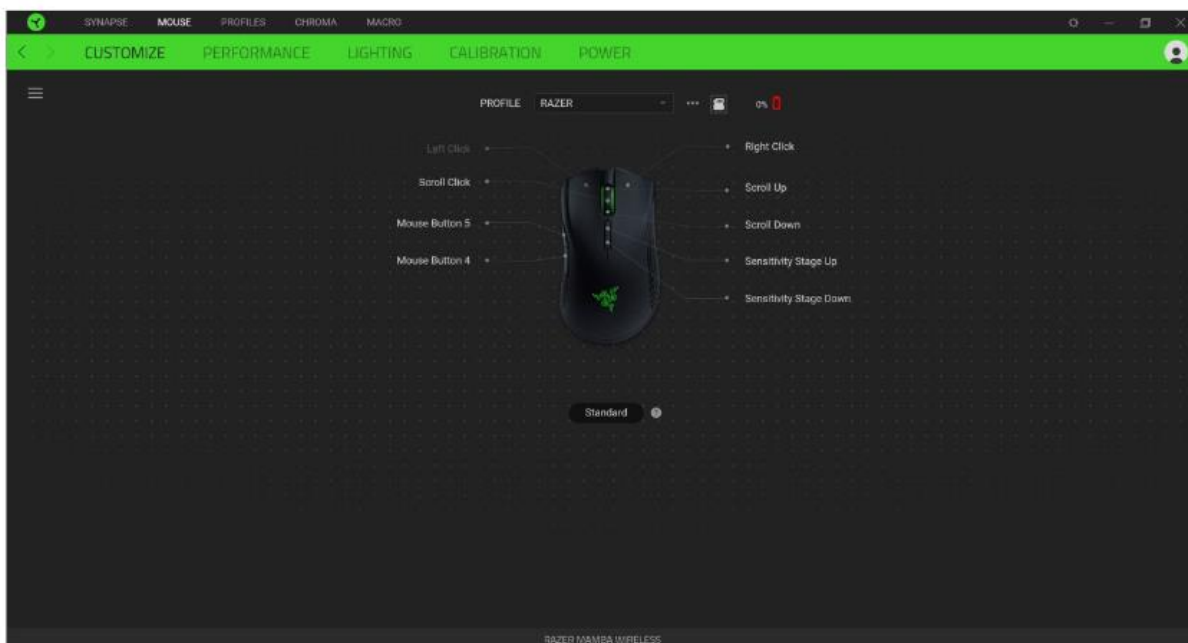 SYNAPSE MOUSE PROFILES CHROMA MACRO
CUSTOMIZE PERFORMANCE LIGHTING CALIBRATION POWER
PROFILE RAZER 0%
Left Click Right Click
Scroll Click Scroll Up
Mouse Button 5 Scroll Down
Mouse Button 4 Sensitivity Stage Up
Sensitivity Stage Down
Standard ?
RAZER MAMBA WIRELESS